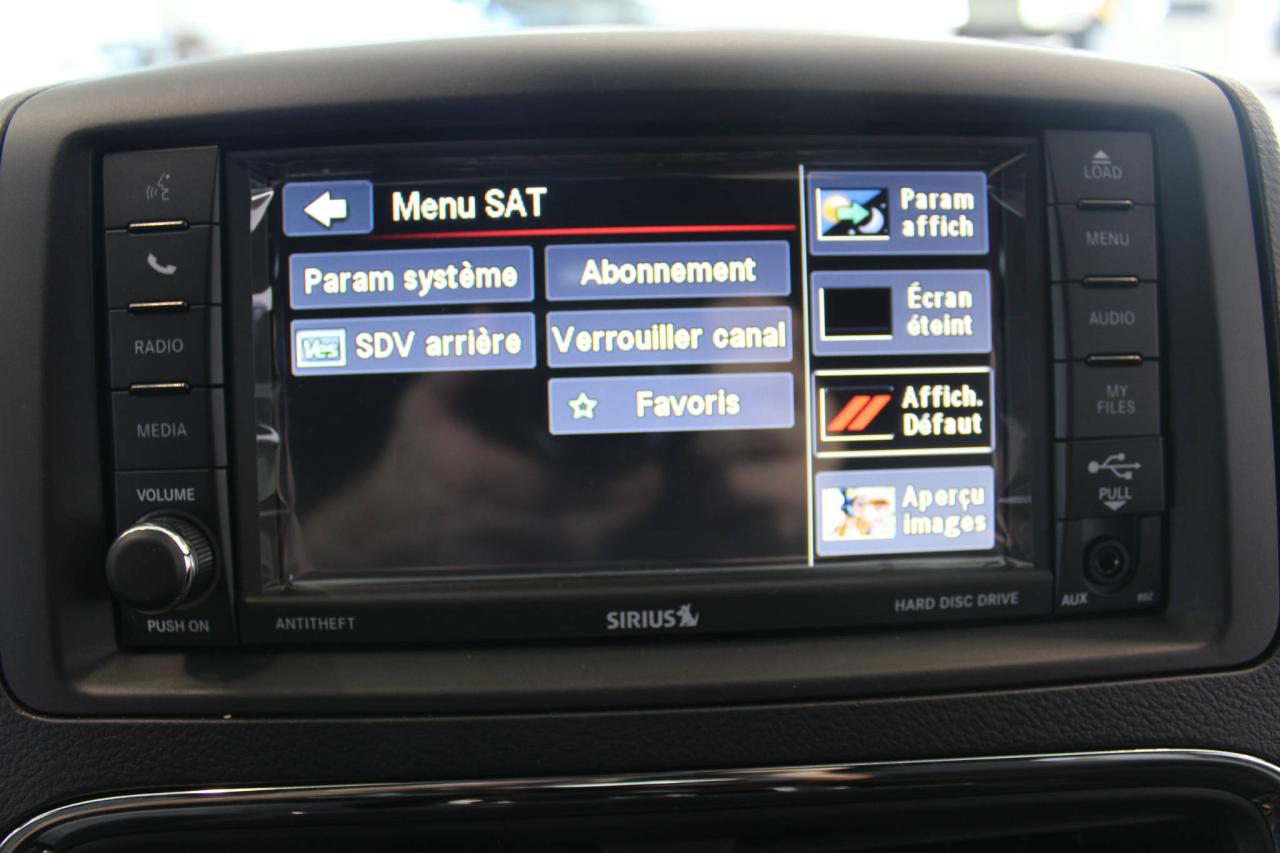 Menu SAT
Param système
Abonnement
Ves
SDV arrière
Verrouiller canal
Favoris
Param
affich
Écran
éteint
Affich.
Défaut
Aperçu
images
RADIO
MEDIA
VOLUME
PUSH ON
LOAD
MENU
AUDIO
MY
FILES
PULL
AUX
ANTITHEFT
SIRIUS
HARD DISC DRIVE